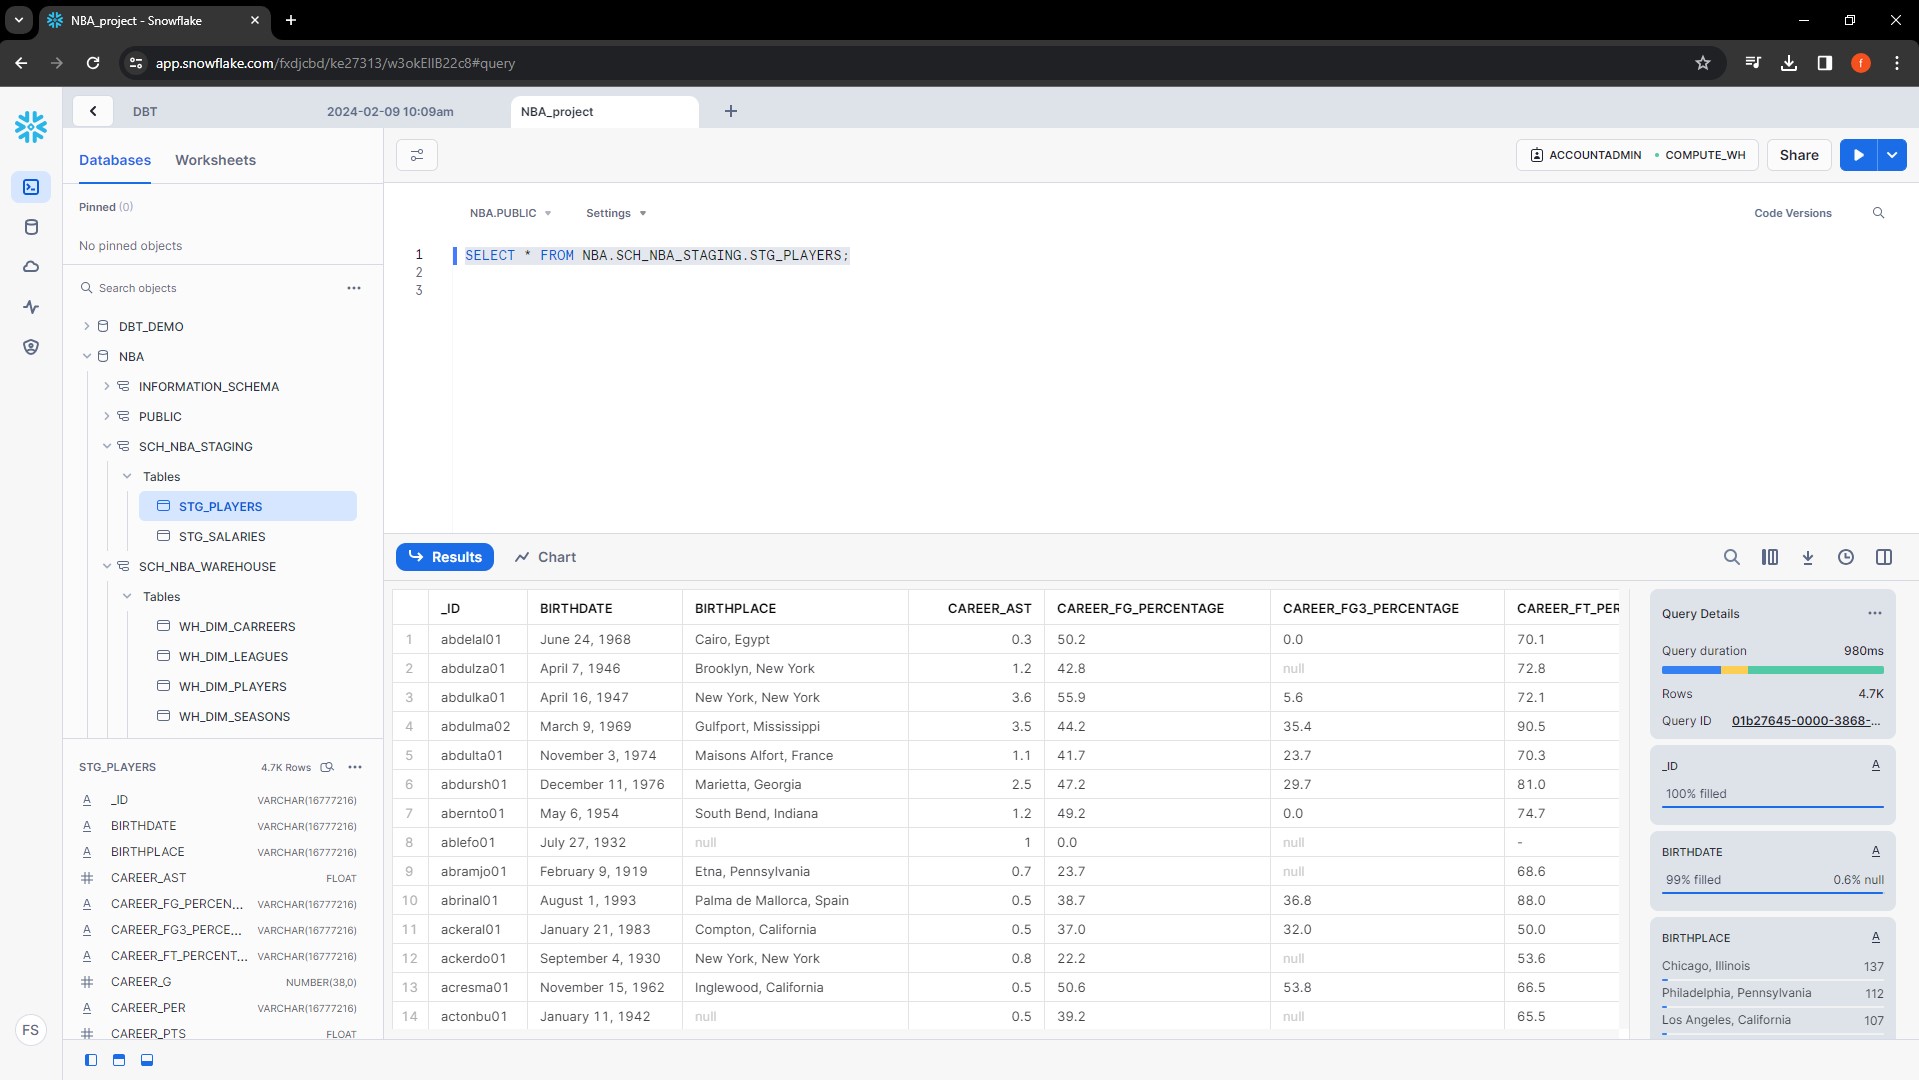 NBA_project - Snowflake
app.snowflake.com/fxdjcbd/ke27313/w3okEllB22c8#query
f
DBT
2024-02-09 10:09am
NBA_project
Databases
Worksheets
ACCOUNTADMIN
COMPUTE_WH
Share
Pinned (0)
No pinned objects
NBA.PUBLIC
Settings
Code Versions
1 SELECT * FROM NBA.SCH_NBA_STAGING.STG_PLAYERS;
2
3
Search objects
DBT_DEMO
NBA
INFORMATION_SCHEMA
PUBLIC
SCH_NBA_STAGING
Tables
STG_PLAYERS
STG_SALARIES
SCH_NBA_WAREHOUSE
Tables
WH_DIM_CARREERS
WH_DIM_LEAGUES
WH_DIM_PLAYERS
WH_DIM_SEASONS
STG_PLAYERS 4.7K Rows
A _ID VARCHAR(16777216)
A BIRTHDATE VARCHAR(16777216)
A BIRTHPLACE VARCHAR(16777216)
# CAREER_AST FLOAT
A CAREER_FG_PERCEN... VARCHAR(16777216)
A CAREER_FG3_PERCE... VARCHAR(16777216)
A CAREER_FT_PERCENT... VARCHAR(16777216)
# CAREER_G NUMBER(38,0)
A CAREER_PER VARCHAR(16777216)
# CAREER_PTS FLOAT
FS
Results
Chart
_ID BIRTHDATE BIRTHPLACE CAREER_AST CAREER_FG_PERCENTAGE CAREER_FG3_PERCENTAGE CAREER_FT_PER
1 abdelal01 June 24, 1968 Cairo, Egypt 0.3 50.2 0.0 70.1
2 abdulza01 April 7, 1946 Brooklyn, New York 1.2 42.8 null 72.8
3 abdulka01 April 16, 1947 New York, New York 3.6 55.9 5.6 72.1
4 abdulma02 March 9, 1969 Gulfport, Mississippi 3.5 44.2 35.4 90.5
5 abdulta01 November 3, 1974 Maisons Alfort, France 1.1 41.7 23.7 70.3
6 abdursh01 December 11, 1976 Marietta, Georgia 2.5 47.2 29.7 81.0
7 abernto01 May 6, 1954 South Bend, Indiana 1.2 49.2 0.0 74.7
8 ablefo01 July 27, 1932 null 1 0.0 null -
9 abramjo01 February 9, 1919 Etna, Pennsylvania 0.7 23.7 null 68.6
10 abrinal01 August 1, 1993 Palma de Mallorca, Spain 0.5 38.7 36.8 88.0
11 ackeral01 January 21, 1983 Compton, California 0.5 37.0 32.0 50.0
12 ackerdo01 September 4, 1930 New York, New York 0.8 22.2 null 53.6
13 acresma01 November 15, 1962 Inglewood, California 0.5 50.6 53.8 66.5
14 actonbu01 January 11, 1942 null 0.5 39.2 null 65.5
Query Details
Query duration 980ms
Rows 4.7K
Query ID 01b27645-0000-3868-...
_ID A
100% filled
BIRTHDATE A
99% filled 0.6% null
BIRTHPLACE A
Chicago, Illinois 137
Philadelphia, Pennsylvania 112
Los Angeles, California 107